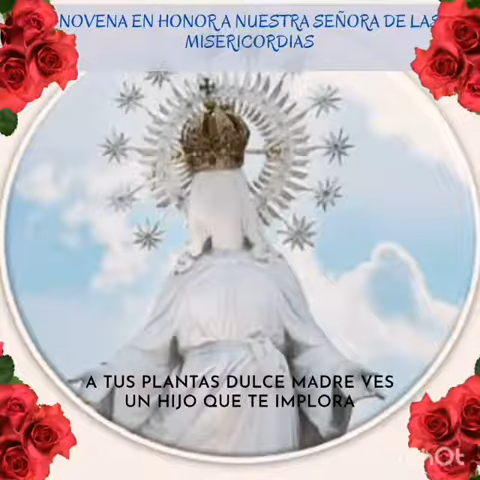 NOVENA EN HONOR A NUESTRA SEÑORA DE LAS
MISERICORDIAS
A TUS PLANTAS DULCE MADRE VES
UN HIJO QUE TE IMPLORA